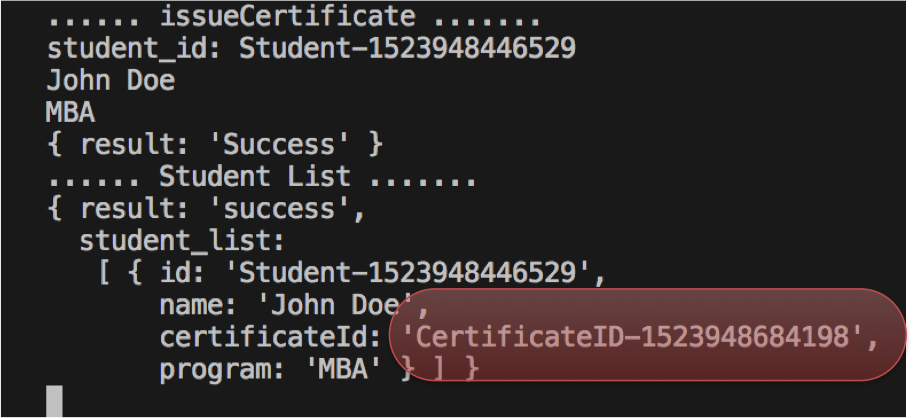 ...... issueCertificate .......
student_id: Student-1523948446529
John Doe
MBA
{ result: 'Success' }
...... Student List .......
{ result: 'success',
student_list:
[ { id: 'Student-1523948446529',
name: 'John Doe',
certificateId: 'CertificateID-1523948684198',
program: 'MBA' } ] }